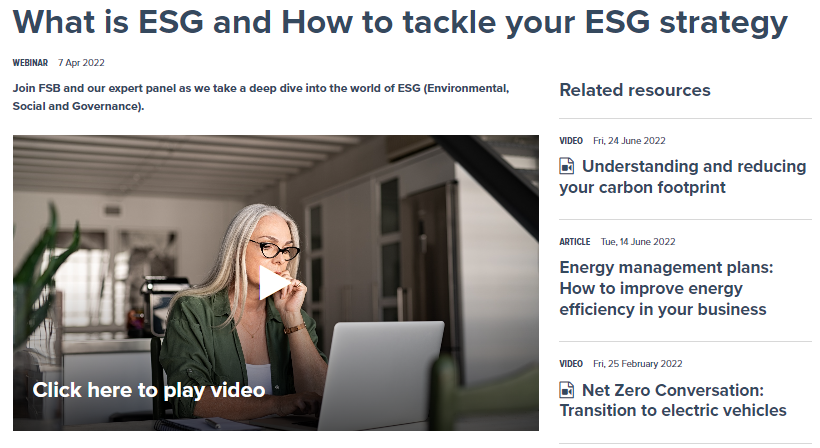 What is ESG and How to tackle your ESG strategy
WEBINAR 7 Apr 2022
Join FSB and our expert panel as we take a deep dive into the world of ESG (Environmental,
Social and Governance).
Click here to play video
Related resources
VIDEO Fri, 24 June 2022
Understanding and reducing
your carbon footprint
ARTICLE Tue, 14 June 2022
Energy management plans:
How to improve energy
efficiency in your business
VIDEO Fri, 25 February 2022
Net Zero Conversation:
Transition to electric vehicles